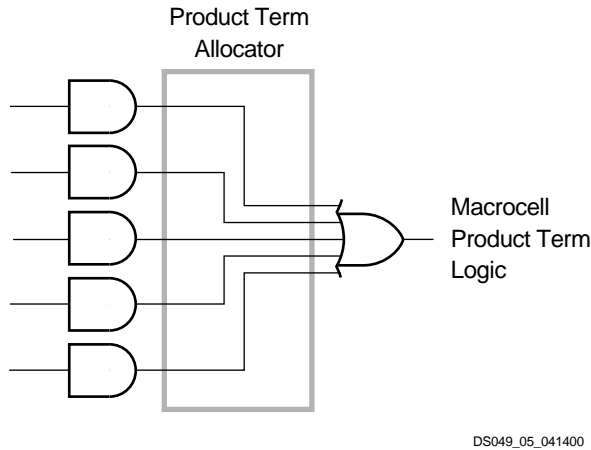 Product Term
Allocator
Macrocell
Product Term
Logic
DS049_05_041400